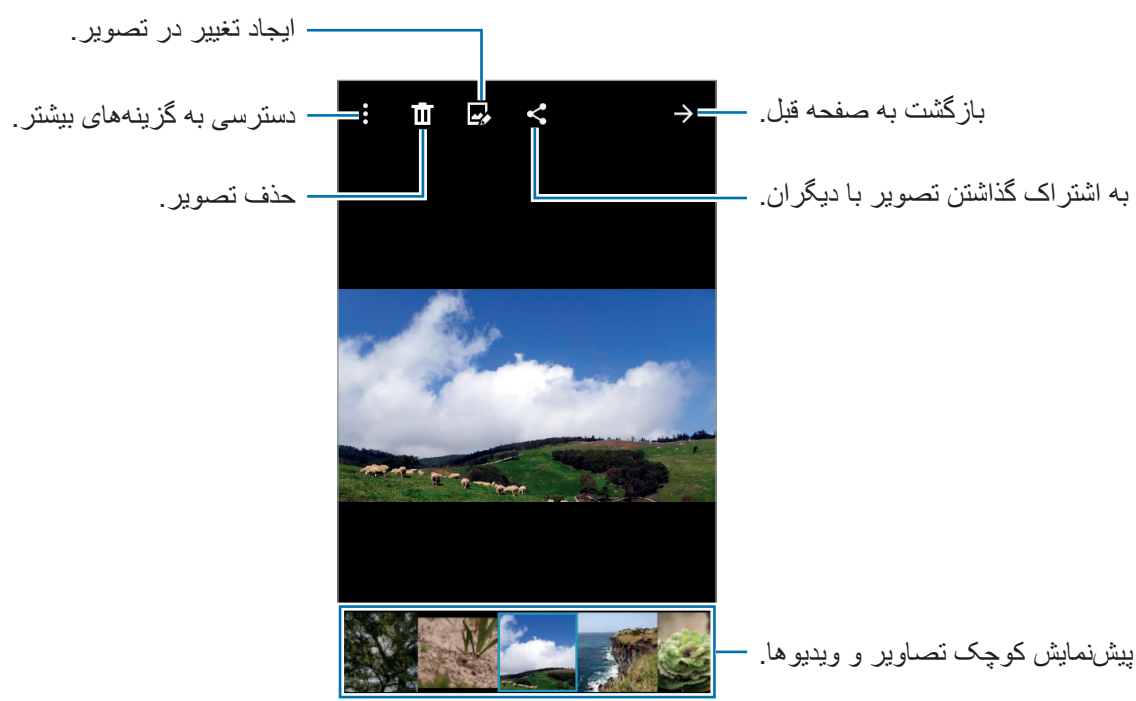 ایجاد تغییر در تصویر.
بازگشت به صفحه قبل.
دسترسی به گزینه‌های بیشتر.
به اشتراک گذاشتن تصویر با دیگران.
حذف تصویر.
پیش‌نمایش کوچک تصاویر و ویدیوها.